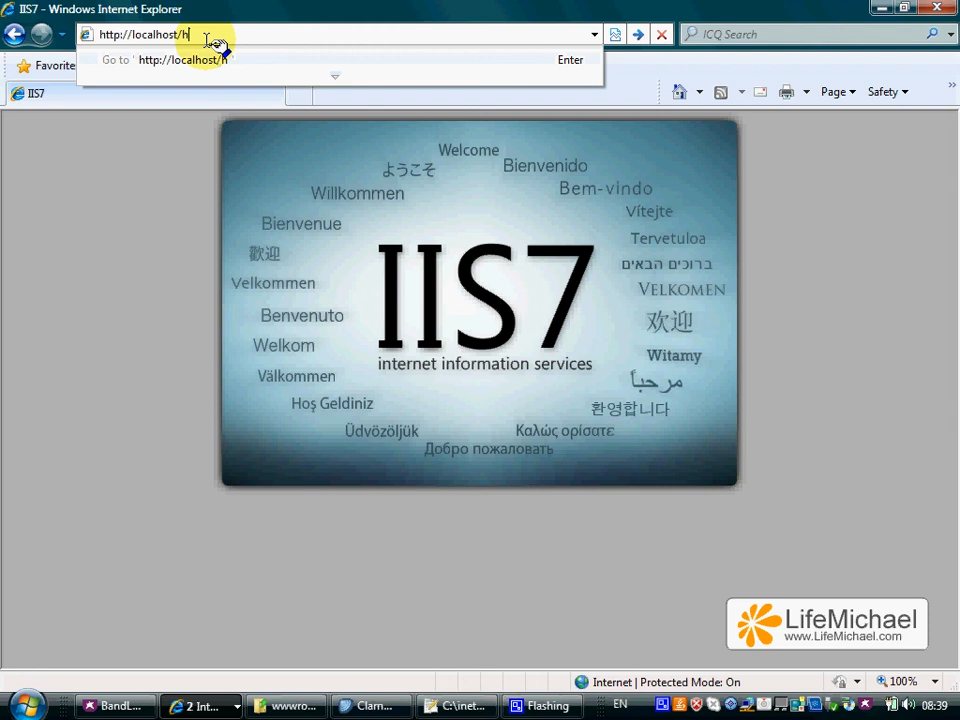 IIS7 - Windows Internet Explorer
http://localhost/h
ICQ Search
Go to ' http://localhost/h
Enter
Favorite
IIS7
Page
Safety
»
Welcome
ようこそ
Bienvenido
Willkommen
Bem-vindo
Vítejte
Bienvenue
Tervetuloa
歡迎
ברוכים הבאים
Velkommen
VELKOMEN
Benvenuto
欢迎
Welkom
Witamy
Välkommen
مرحباً
Hoş Geldiniz
환영합니다
Üdvözöljük
Καλώς ορίσατε
Добро пожаловать
IIS7
internet information services
LifeMichael
www.LifeMichael.com
Internet | Protected Mode: On
100%
BandL...
2 Int...
wwwro...
Clam...
C:\inet...
Flashing
EN
08:39